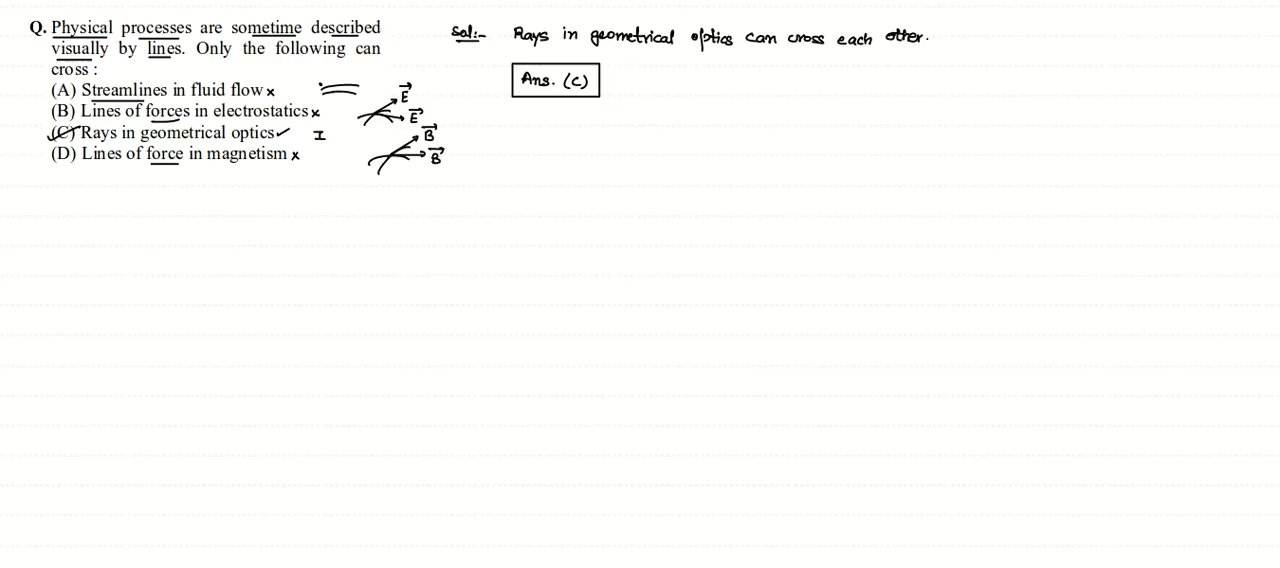 Q. Physical processes are sometime described
visually by lines. Only the following can
cross :
(A) Streamlines in fluid flow x
(B) Lines of forces in electrostatics x
(C) Rays in geometrical optics ✓ I
(D) Lines of force in magnetism x
E⃗
E⃗'
B⃗
B⃗'
Sol:- Rays in geometrical optics can cross each other.
Ans. (C)